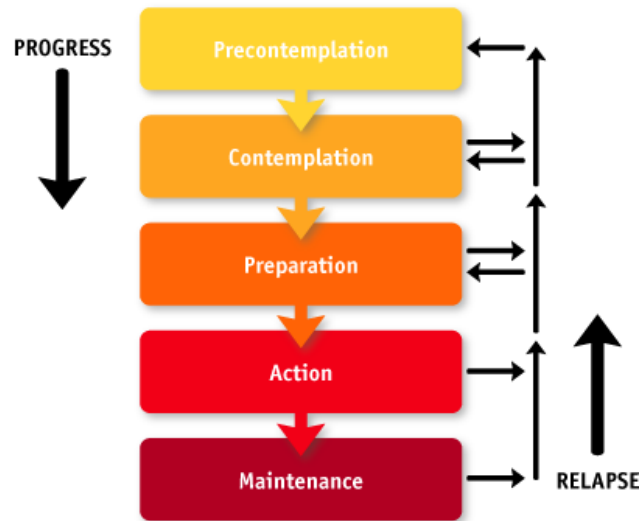 PROGRESS
Precontemplation
Contemplation
Preparation
Action
Maintenance
RELAPSE